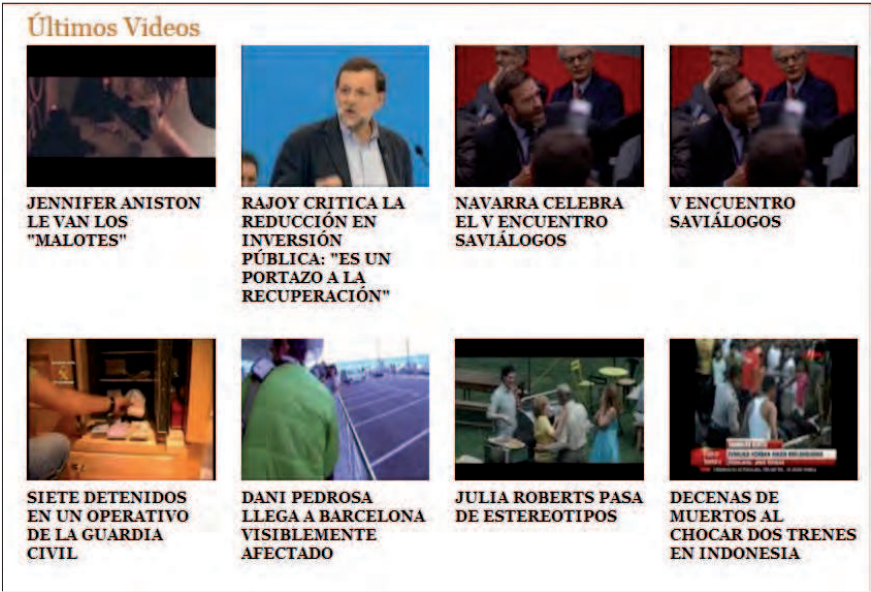 Últimos Videos
JENNIFER ANISTON
LE VAN LOS
"MALOTES"
RAJOY CRITICA LA
REDUCCIÓN EN
INVERSIÓN
PÚBLICA: "ES UN
PORTAZO A LA
RECUPERACIÓN"
NAVARRA CELEBRA
EL V ENCUENTRO
SAVIÁLOGOS
V ENCUENTRO
SAVIÁLOGOS
SIETE DETENIDOS
EN UN OPERATIVO
DE LA GUARDIA
CIVIL
DANI PEDROSA
LLEGA A BARCELONA
VISIBLEMENTE
AFECTADO
JULIA ROBERTS PASA
DE ESTEREOTIPOS
DECENAS DE
MUERTOS AL
CHOCAR DOS TRENES
EN INDONESIA